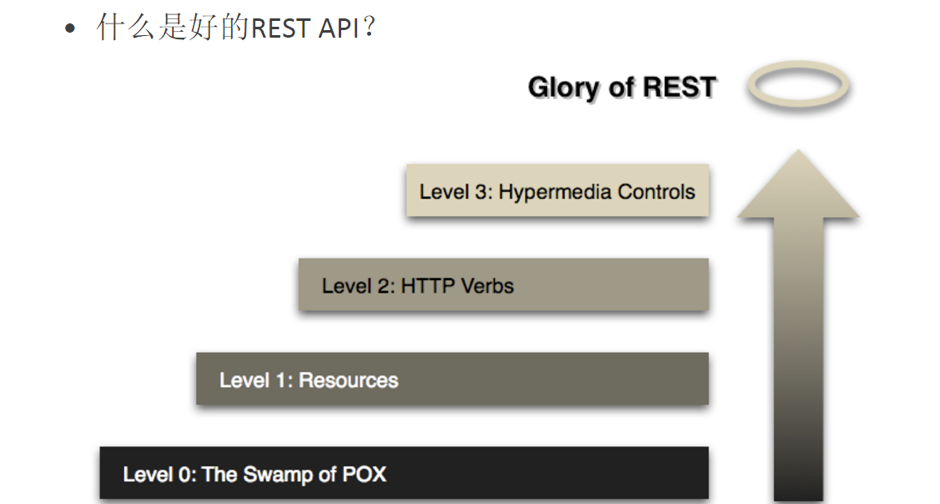 • 什么是好的REST API？
Glory of REST
Level 3: Hypermedia Controls
Level 2: HTTP Verbs
Level 1: Resources
Level 0: The Swamp of POX